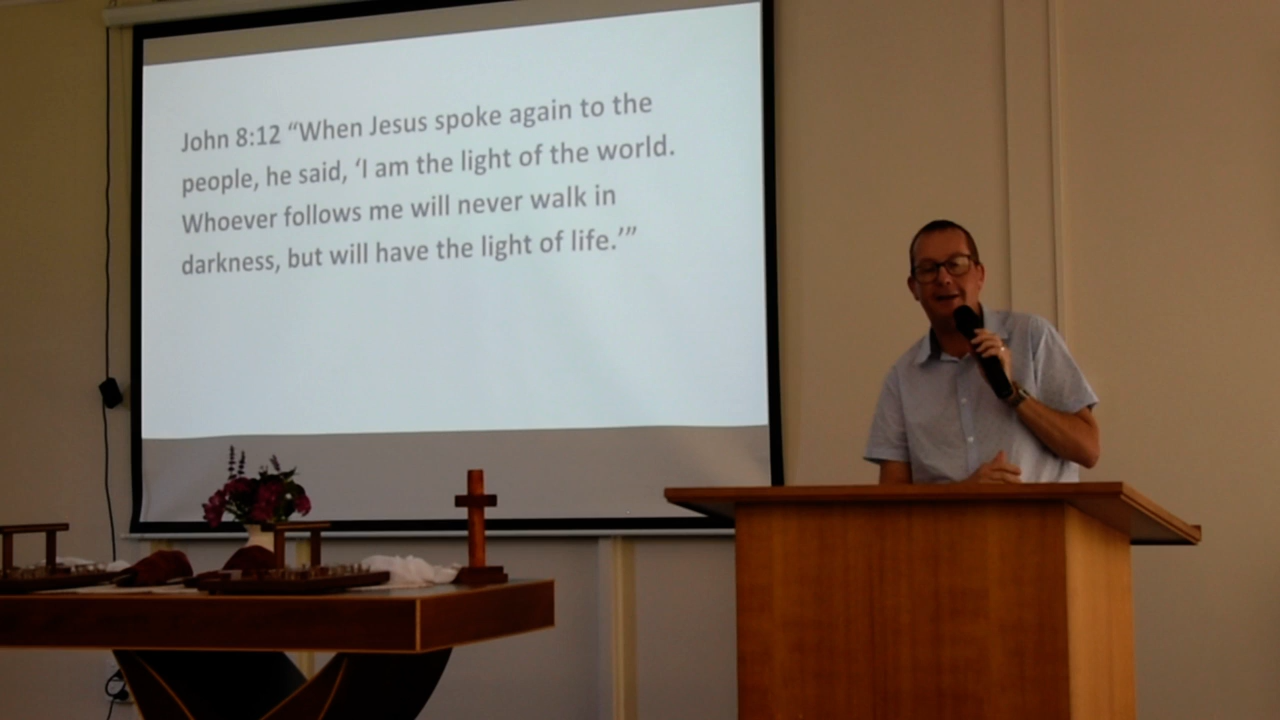 John 8:12 “When Jesus spoke again to the
people, he said, ‘I am the light of the world.
Whoever follows me will never walk in
darkness, but will have the light of life.’”